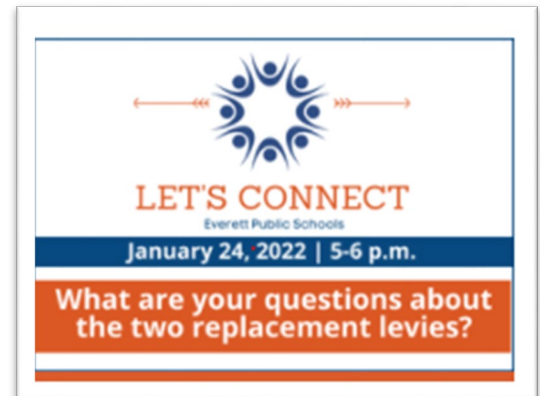 LET'S CONNECT
Everett Public Schools
January 24, 2022 | 5-6 p.m.
What are your questions about
the two replacement levies?